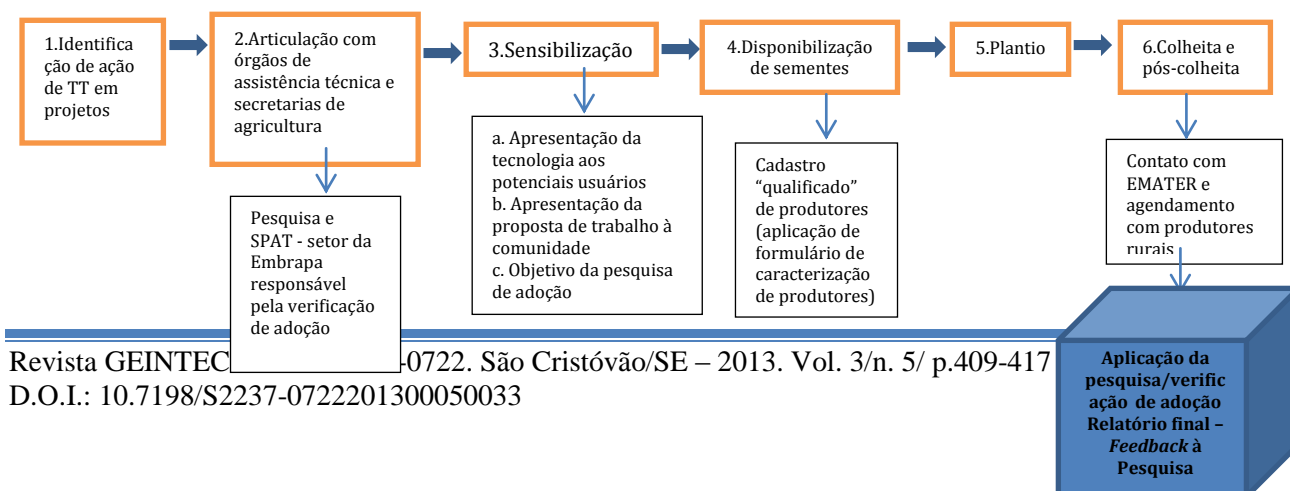 1.Identifica
ção de ação
de TT em
projetos
2.Articulação com
órgãos de
assistência técnica e
secretarias de
agricultura
3.Sensibilização
4.Disponibilização
de sementes
5.Plantio
6.Colheita e
pós-colheita
Pesquisa e
SPAT - setor da
Embrapa
responsável
pela verificação
de adoção
a. Apresentação da
tecnologia aos
potenciais usuários
b. Apresentação da
proposta de trabalho à
comunidade
c. Objetivo da pesquisa
de adoção
Cadastro
“qualificado”
de produtores
(aplicação de
formulário de
caracterização
de produtores)
Contato com
EMATER e
agendamento
com produtores
rurais
Aplicação da
pesquisa/verific
ação de adoção
Relatório final –
Feedback à
Pesquisa
Revista GEINTEC -0722. São Cristóvão/SE – 2013. Vol. 3/n. 5/ p.409-417
D.O.I.: 10.7198/S2237-0722201300050033